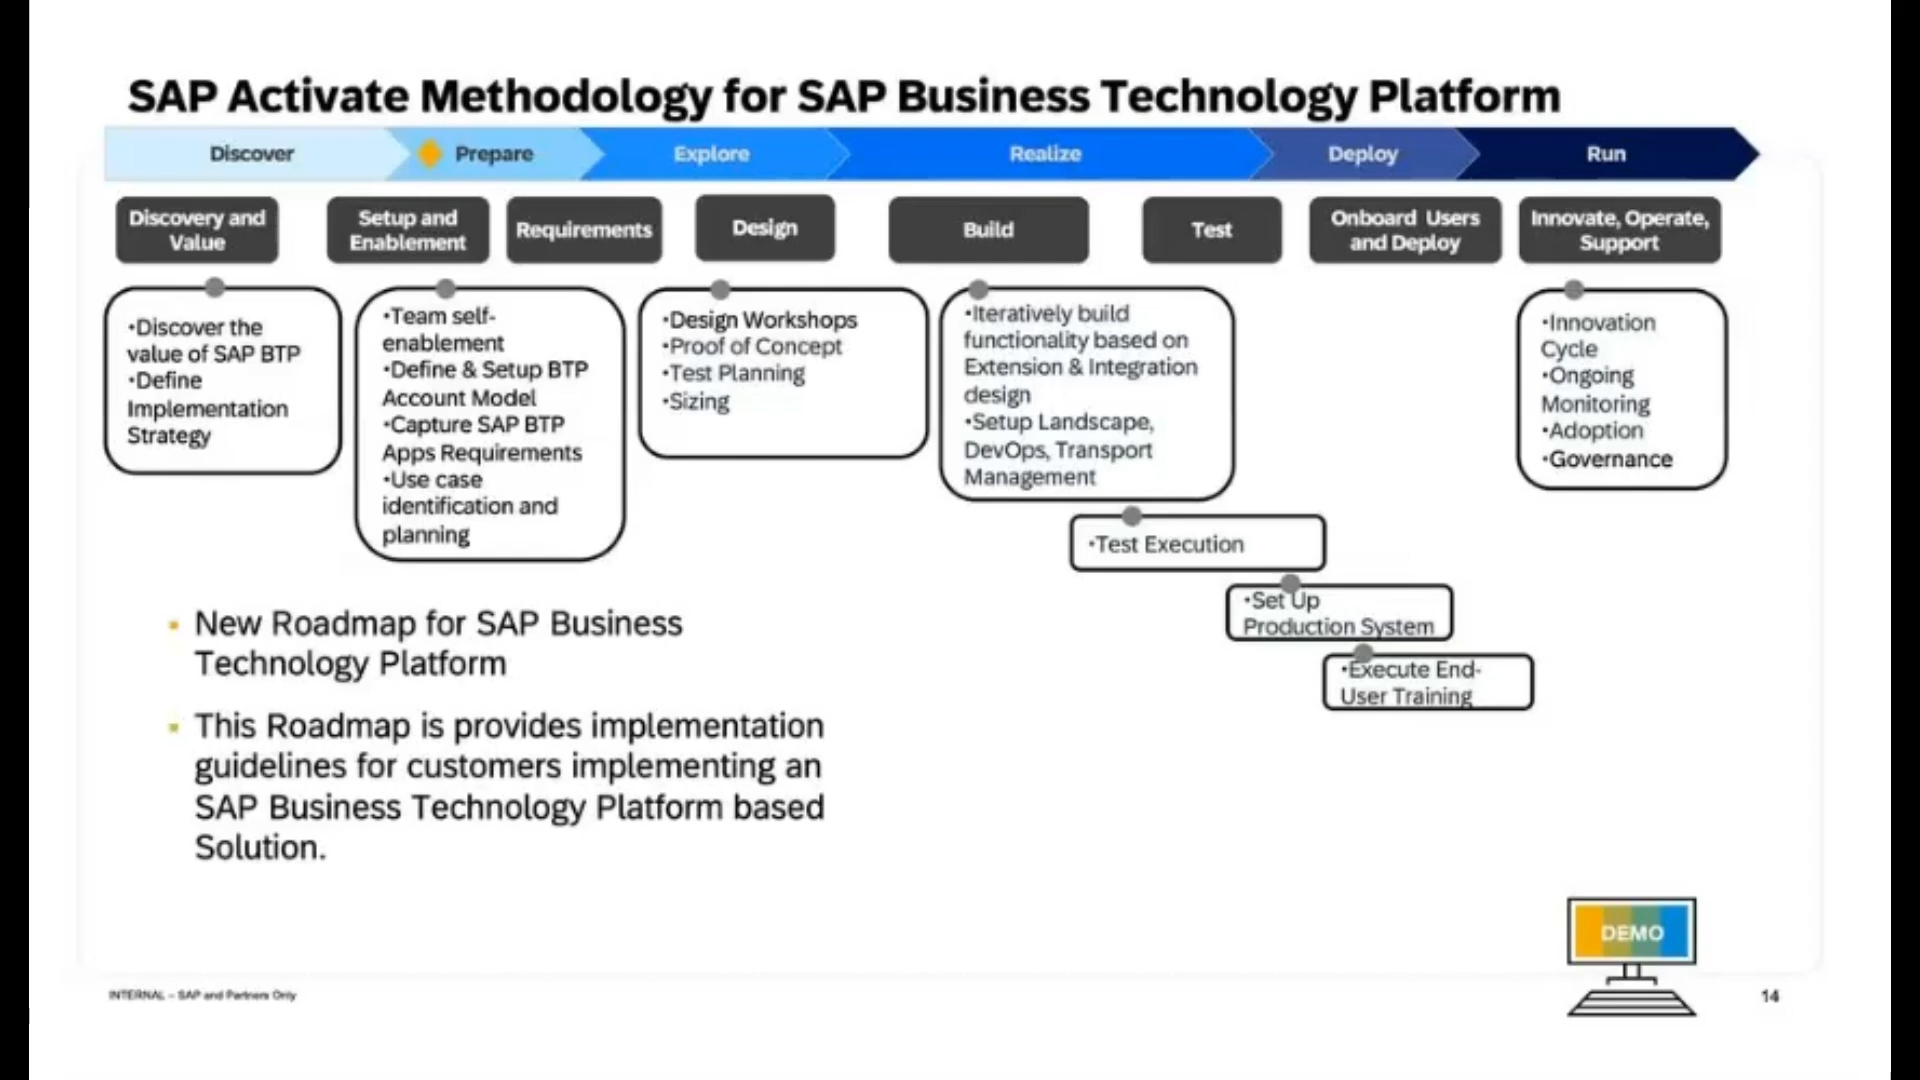 SAP Activate Methodology for SAP Business Technology Platform
Discover
Prepare
Explore
Realize
Deploy
Run
Discovery and
Value
Setup and
Enablement
Requirements
Design
Build
Test
Onboard Users
and Deploy
Innovate, Operate,
Support
•Discover the
value of SAP BTP
•Define
Implementation
Strategy
•Team self-
enablement
•Define & Setup BTP
Account Model
•Capture SAP BTP
Apps Requirements
•Use case
identification and
planning
•Design Workshops
•Proof of Concept
•Test Planning
•Sizing
•Iteratively build
functionality based on
Extension & Integration
design
•Setup Landscape,
DevOps, Transport
Management
•Innovation
Cycle
•Ongoing
Monitoring
•Adoption
•Governance
•Test Execution
•Set Up
Production System
•Execute End-
User Training
▪ New Roadmap for SAP Business
Technology Platform
▪ This Roadmap is provides implementation
guidelines for customers implementing an
SAP Business Technology Platform based
Solution.
DEMO
INTERNAL – SAP and Partners Only
14